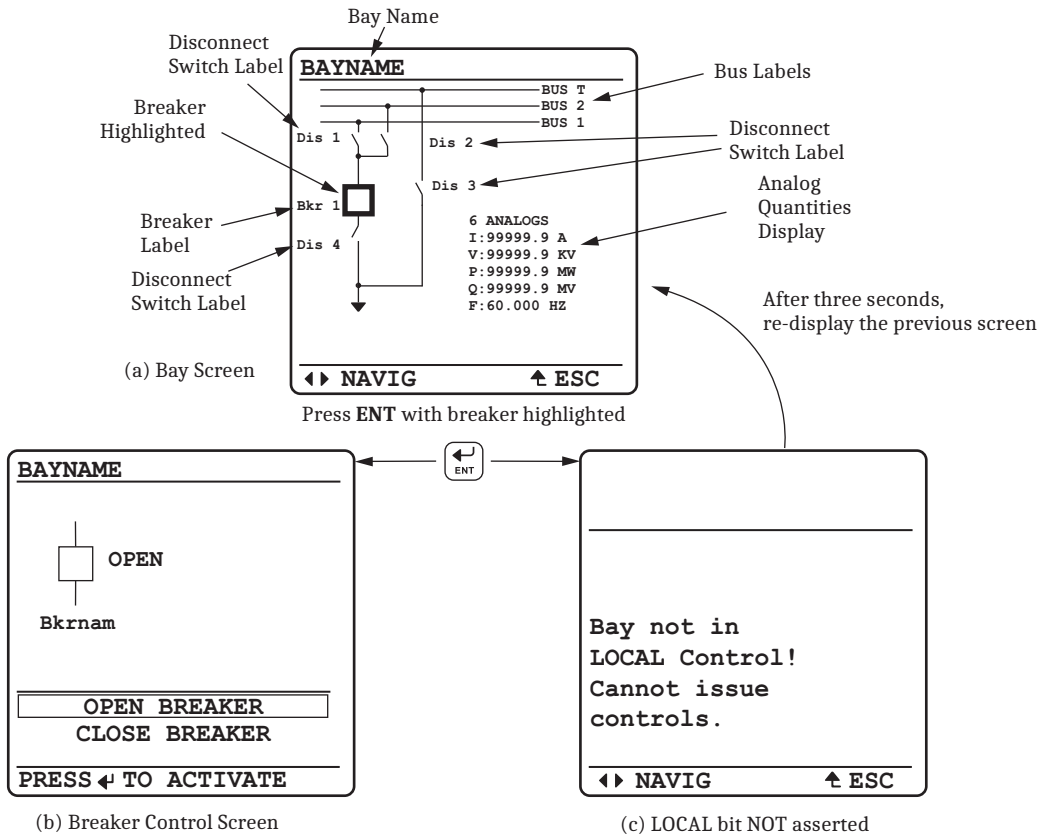 Bay Name
Disconnect
Switch Label
BAYNAME
BUS T
BUS 2
BUS 1
Bus Labels
Breaker
Highlighted
Dis 1
Dis 2
Disconnect
Switch Label
Dis 3
Bkr 1
Breaker
Label
Dis 4
Disconnect
Switch Label
6 ANALOGS
I:99999.9 A
V:99999.9 KV
P:99999.9 MW
Q:99999.9 MV
F:60.000 HZ
Analog
Quantities
Display
After three seconds,
re-display the previous screen
(a) Bay Screen
NAVIG ESC
Press ENT with breaker highlighted
ENT
BAYNAME
OPEN
Bkrnam
OPEN BREAKER
CLOSE BREAKER
PRESS TO ACTIVATE
(b) Breaker Control Screen
Bay not in
LOCAL Control!
Cannot issue
controls.
NAVIG ESC
(c) LOCAL bit NOT asserted